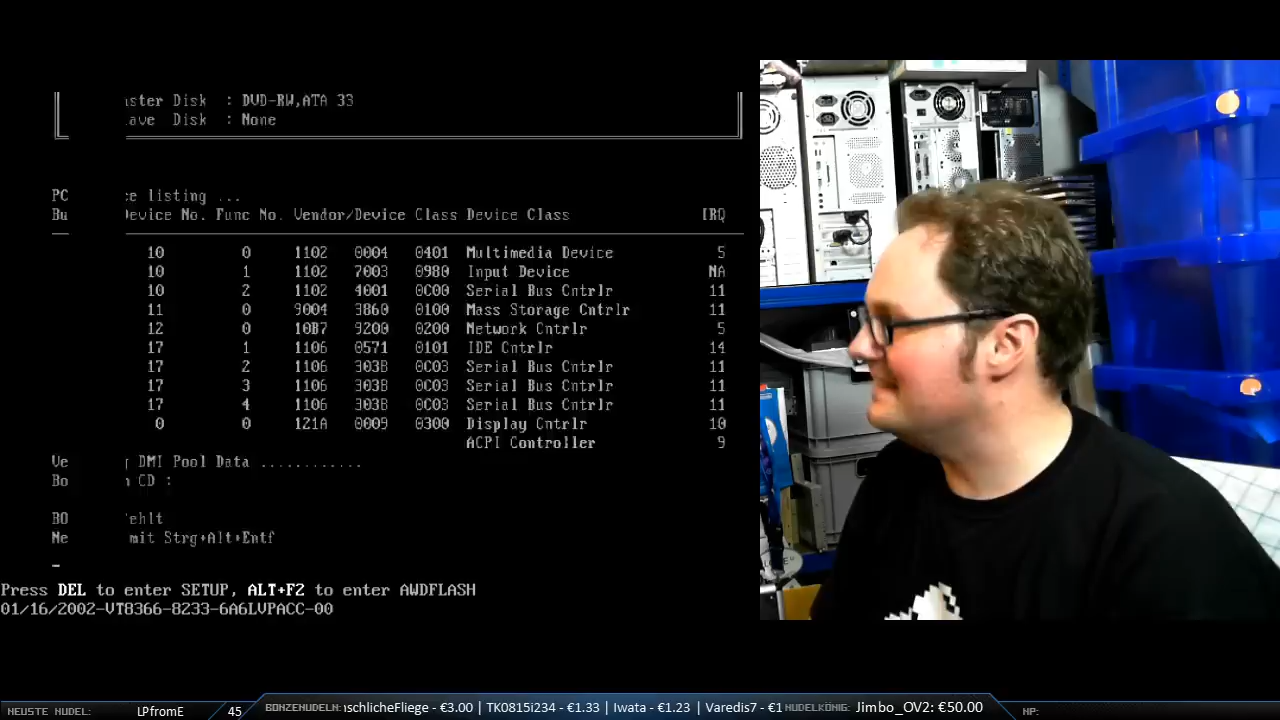 ster Disk : DVD-RW,ATA 33
ave Disk : None
PC ce listing ...
Bu Device No. Func No. Vendor/Device Class Device Class IRQ
10 0 1102 0004 0401 Multimedia Device 5
10 1 1102 7003 0980 Input Device NA
10 2 1102 4001 0C00 Serial Bus Cntrlr 11
11 0 9004 3860 0100 Mass Storage Cntrlr 11
12 0 10B7 9200 0200 Network Cntrlr 5
17 1 1106 0571 0101 IDE Cntrlr 14
17 2 1106 3038 0C03 Serial Bus Cntrlr 11
17 3 1106 3038 0C03 Serial Bus Cntrlr 11
17 4 1106 3038 0C03 Serial Bus Cntrlr 11
0 0 121A 0009 0300 Display Cntrlr 10
ACPI Controller 9
Ve DMI Pool Data ............
Bo CD :
BO ehlt
Ne mit Strg+Alt+Entf
Press DEL to enter SETUP, ALT+F2 to enter AWDFLASH
01/16/2002-VT8366-8233-6A6LVPACC-00
NEUSTE NUDEL: LPfromE 45 BONZENUDELN: schlicheFliege - €3.00 | TK0815i234 - €1.33 | Iwata - €1.23 | Varedis7 - €1 NUDELKÖNIG: Jimbo_OV2: €50.00 HP: